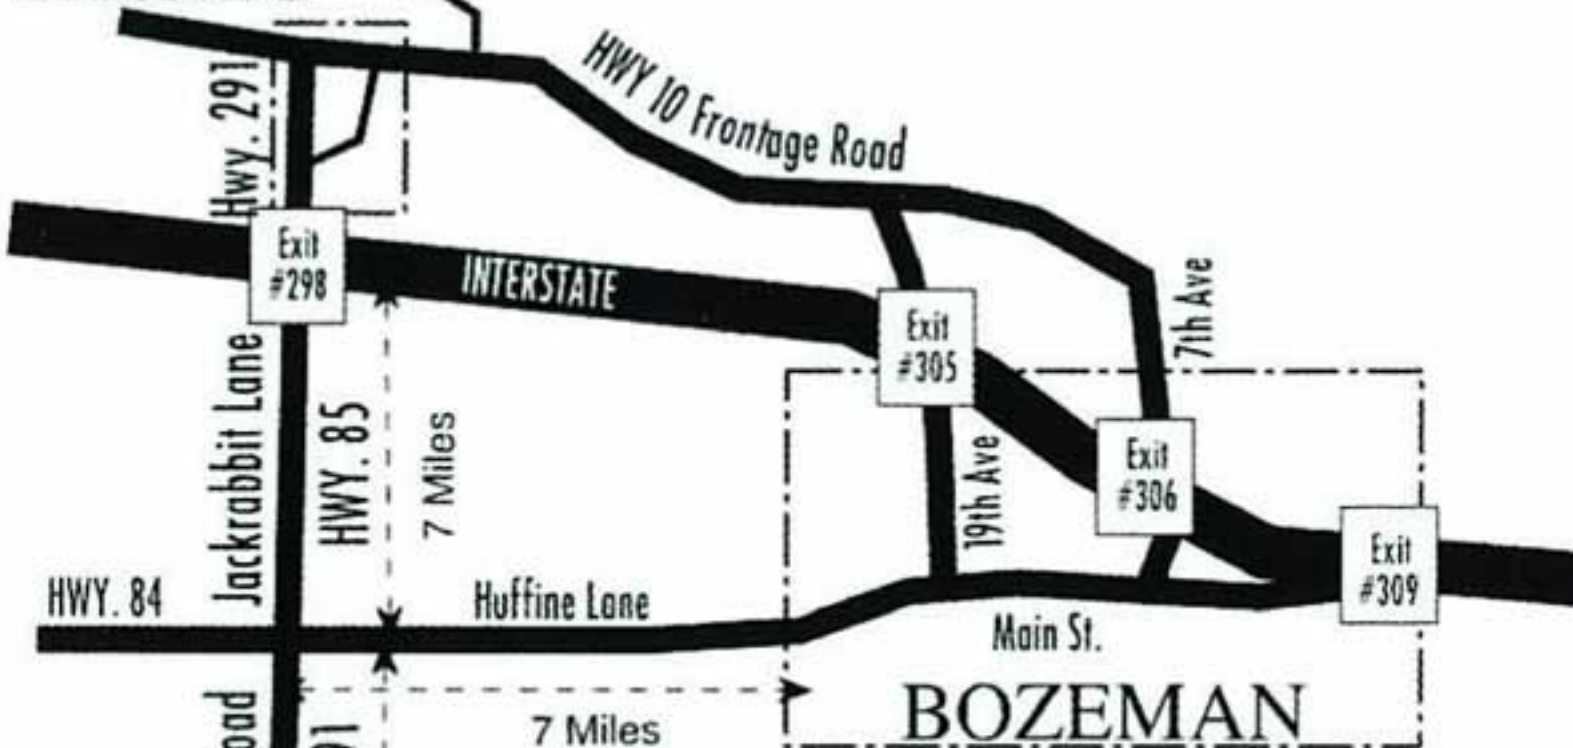 HWY 10 Frontage Road
Hwy. 291
Exit
#298
INTERSTATE
Exit
#305
7th Ave
Jackrabbit Lane
HWY. 85
7 Miles
19th Ave
Exit
#306
Exit
#309
HWY. 84
Huffine Lane
Main St.
BOZEMAN
7 Miles